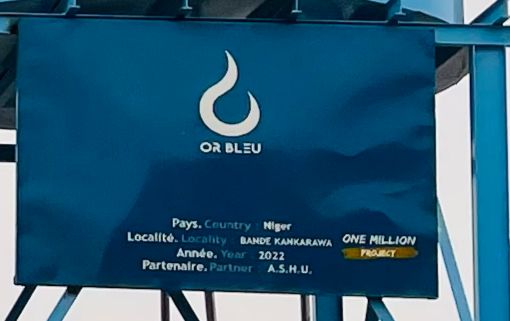 OR BLEU
Pays. Country : Niger
Localité. Locality : BANDE KANKARAWA
Année. Year : 2022
Partenaire. Partner : A.S.H.U.
ONE MILLION
PROJECT